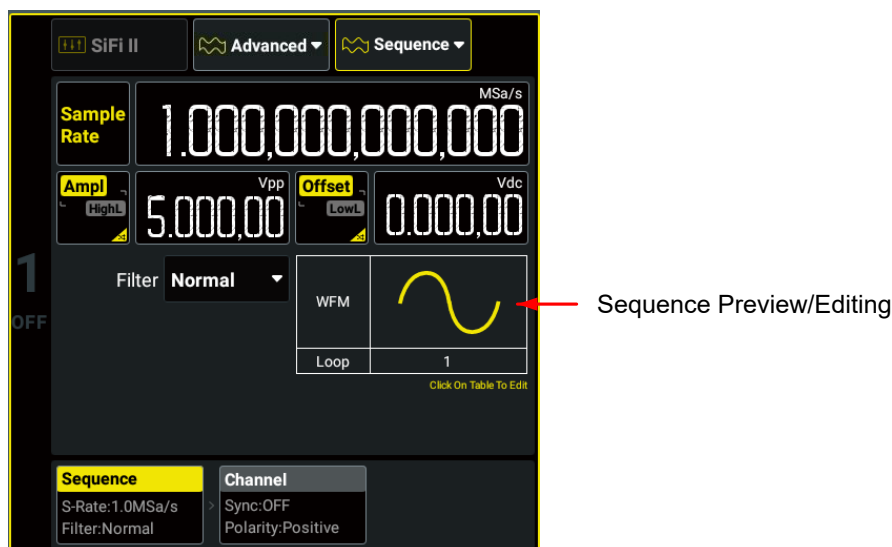 SiFi II
Advanced
Sequence
MSa/s
Sample
Rate
1.000,000,000,000
Ampl
HighL
Vpp
5.000,00
Offset
LowL
Vdc
0.000,00
1
OFF
Filter Normal
WFM
Loop 1
Click On Table To Edit
Sequence Preview/Editing
Sequence
S-Rate:1.0MSa/s
Filter:Normal
Channel
Sync:OFF
Polarity:Positive